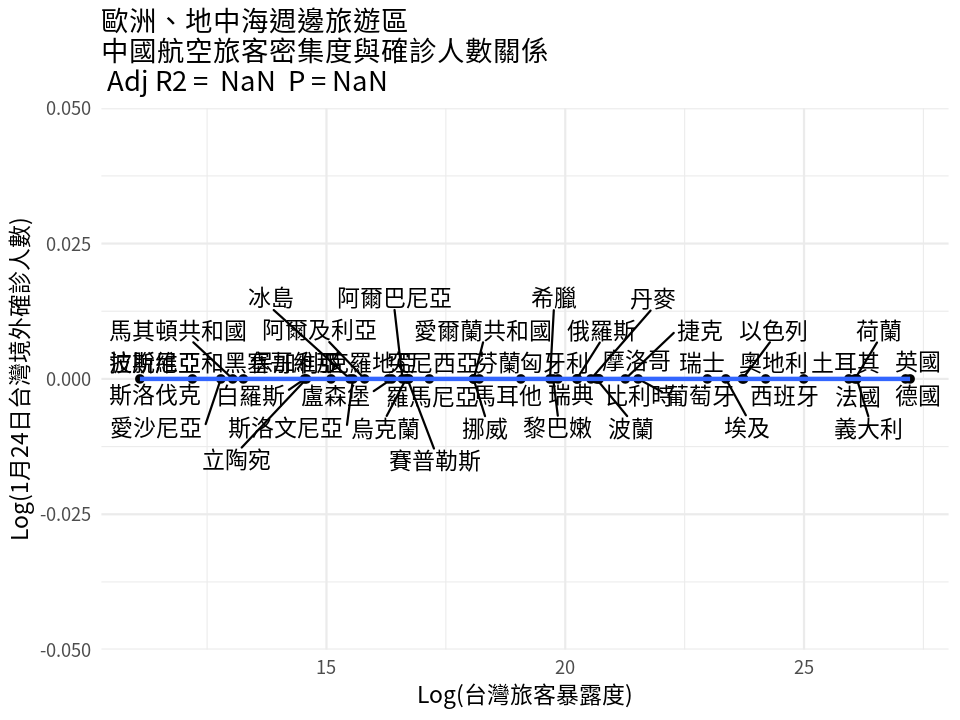 歐洲、地中海週邊旅遊區
中國航空旅客密集度與確診人數關係
Adj R2 = NaN P = NaN
0.050
0.025
0.000
-0.025
-0.050
Log(1月24日台灣境外確診人數)
冰島
阿爾巴尼亞
希臘
丹麥
馬其頓共和國
阿爾及利亞
愛爾蘭共和國
俄羅斯
捷克
以色列
荷蘭
芬蘭
匈牙利
摩洛哥
瑞士
奧地利
土耳其
英國
斯洛伐克
白羅斯
盧森堡
羅馬尼亞
馬耳他
瑞典
比利時
葡萄牙
西班牙
法國
德國
愛沙尼亞
斯洛文尼亞
烏克蘭
挪威
黎巴嫩
波蘭
埃及
義大利
立陶宛
賽普勒斯
15
20
25
Log(台灣旅客暴露度)